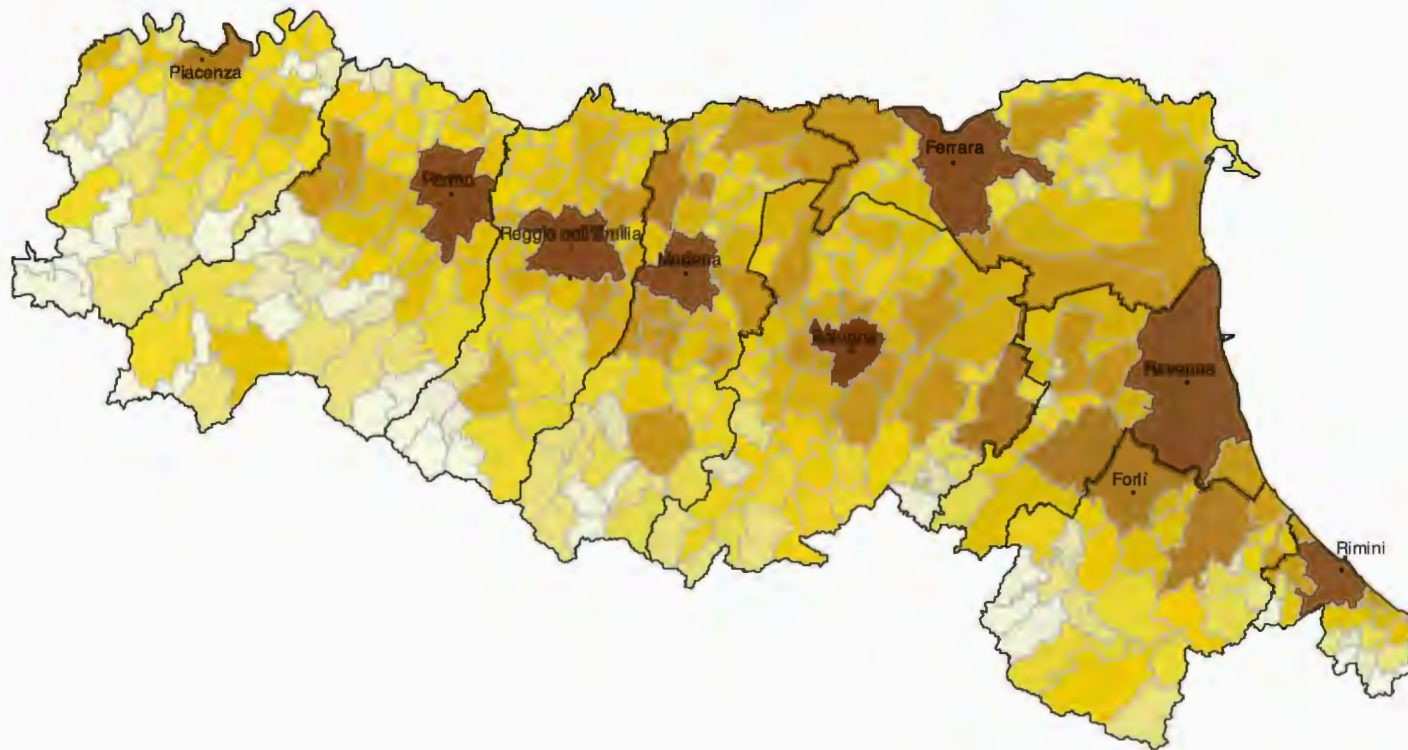 Piacenza
Ferrara
Parma
Reggio nell'Emilia
Modena
Bologna
Ravenna
Forlì
Rimini